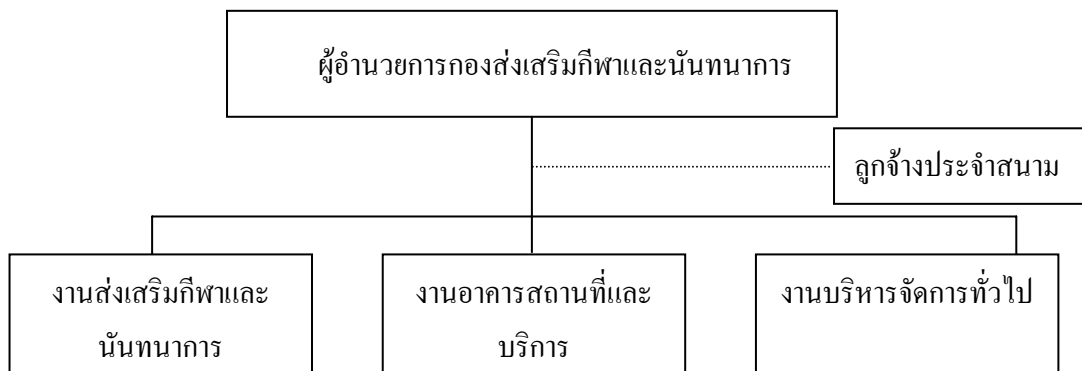 ผู้อำนวยการกองส่งเสริมกีฬาและนันทนาการ
ลูกจ้างประจำสนาม
งานส่งเสริมกีฬาและ
นันทนาการ
งานอาคารสถานที่และ
บริการ
งานบริหารจัดการทั่วไป